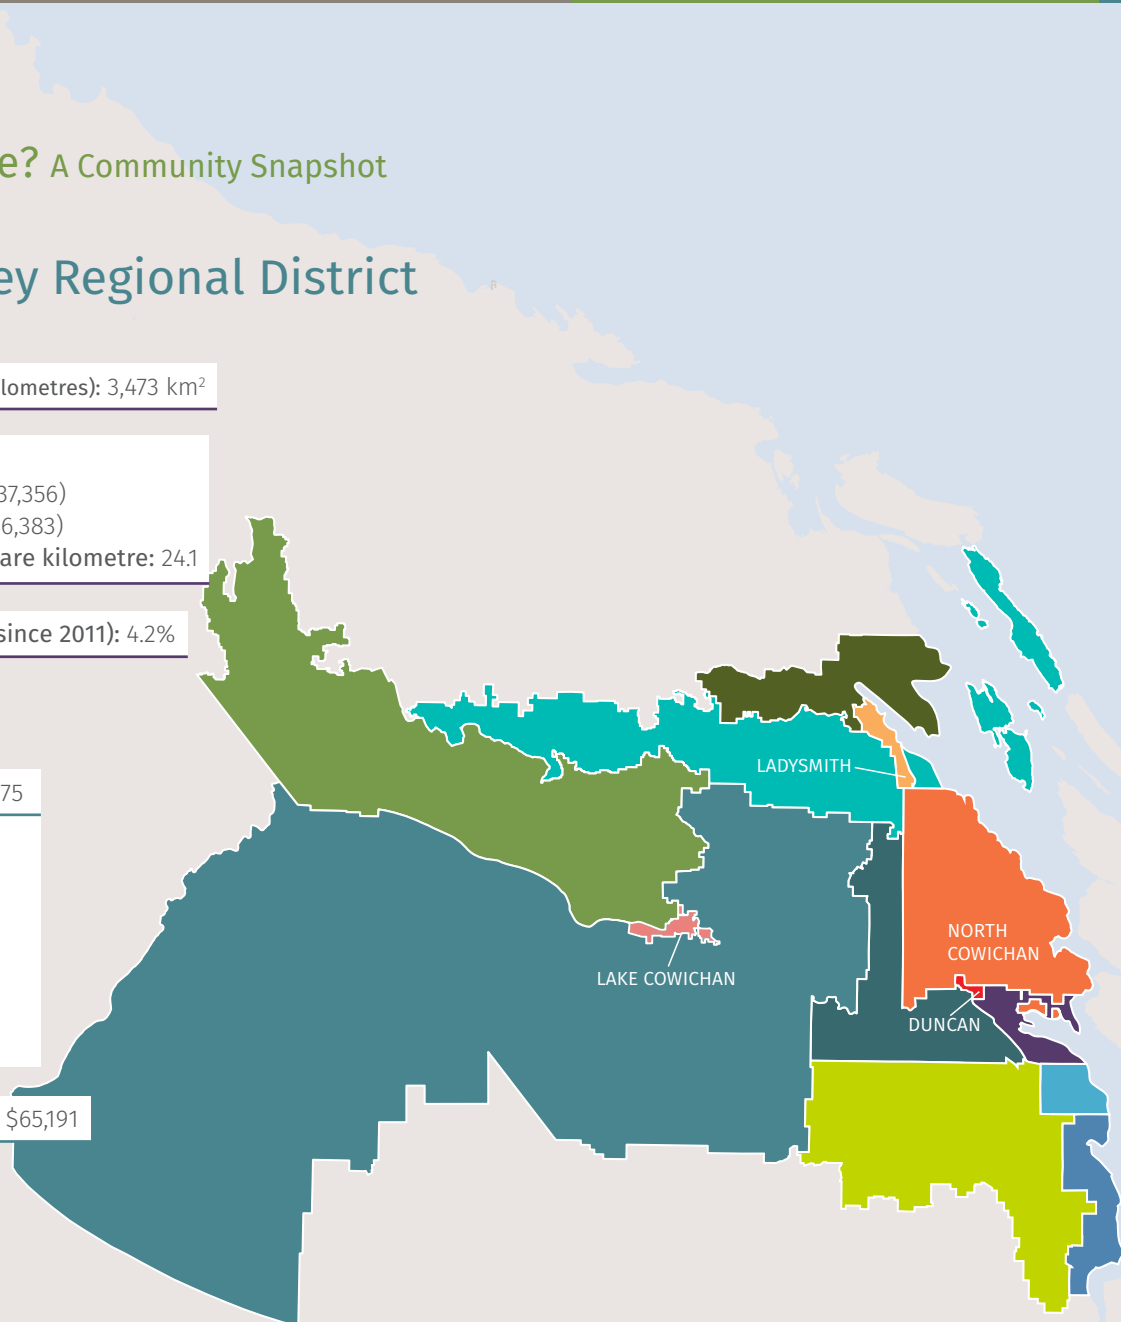 e? A Community Snapshot
ey Regional District
lometres): 3,473 km²
37,356)
6,383)
are kilometre: 24.1
since 2011): 4.2%
75
$65,191
LADYSMITH
NORTH
COWICHAN
LAKE COWICHAN
DUNCAN